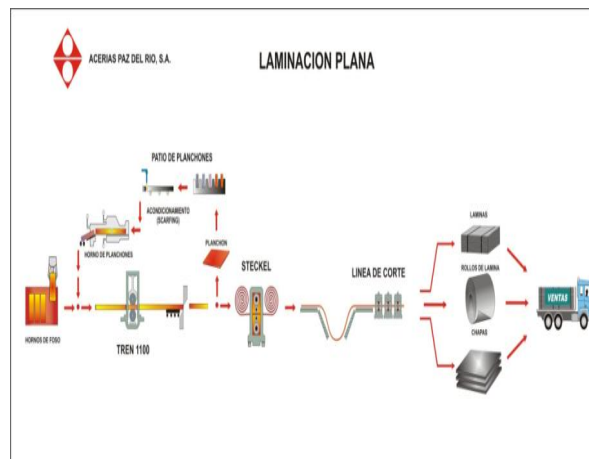 ACERIAS PAZ DEL RIO, S.A.
LAMINACION PLANA
PATIO DE PLANCHONES
ACONDICIONAMIENTO
(SCARFING)
HORNO DE PLANCHONES
PLANCHON
STECKEL
LINEA DE CORTE
LAMINAS
ROLLOS DE LAMINA
CHAPAS
VENTAS
HORNOS DE FOSO
TREN 1100